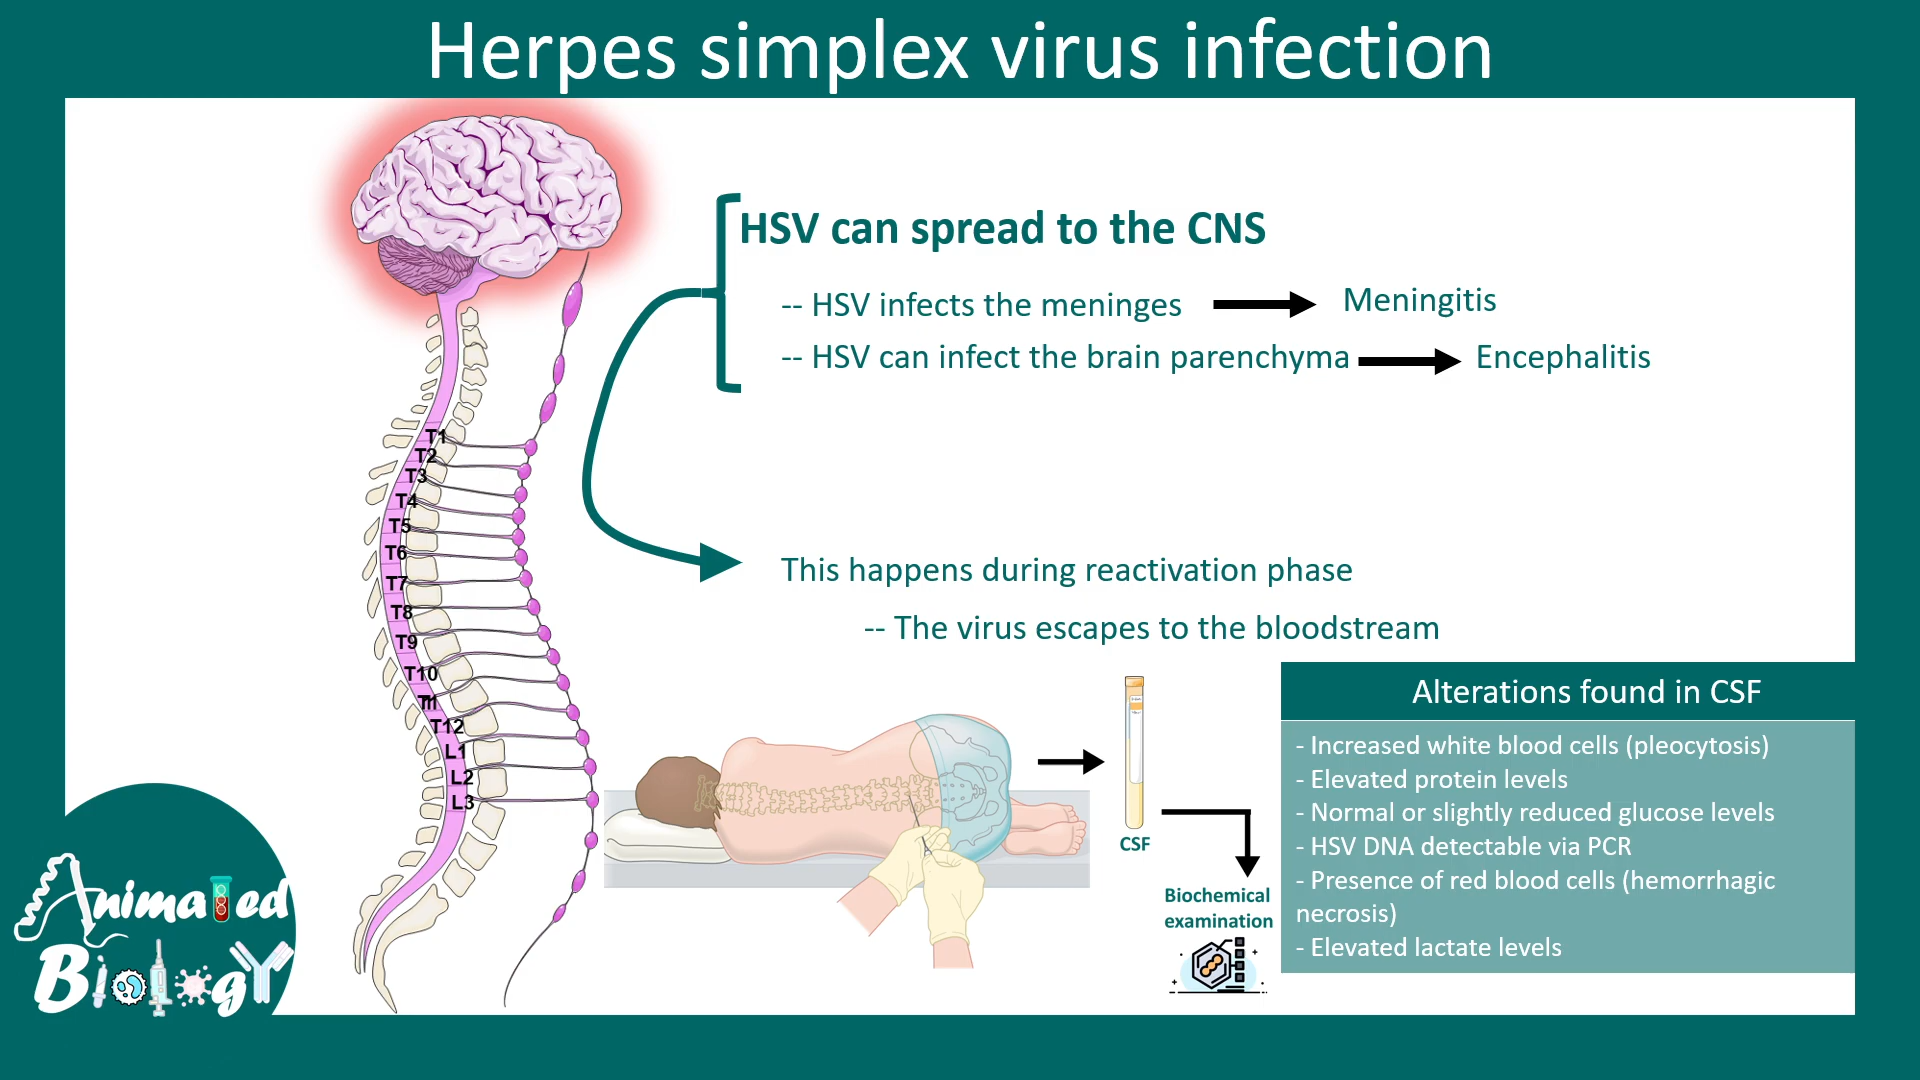 Herpes simplex virus infection
HSV can spread to the CNS
-- HSV infects the meninges
Meningitis
-- HSV can infect the brain parenchyma
Encephalitis
T1
T2
T3
T4
T5
T6
T7
T8
T9
T10
T12
L1
L2
L3
This happens during reactivation phase
-- The virus escapes to the bloodstream
CSF
Biochemical
examination
Alterations found in CSF
- Increased white blood cells (pleocytosis)
- Elevated protein levels
- Normal or slightly reduced glucose levels
- HSV DNA detectable via PCR
- Presence of red blood cells (hemorrhagic
necrosis)
- Elevated lactate levels
Animated
Biology